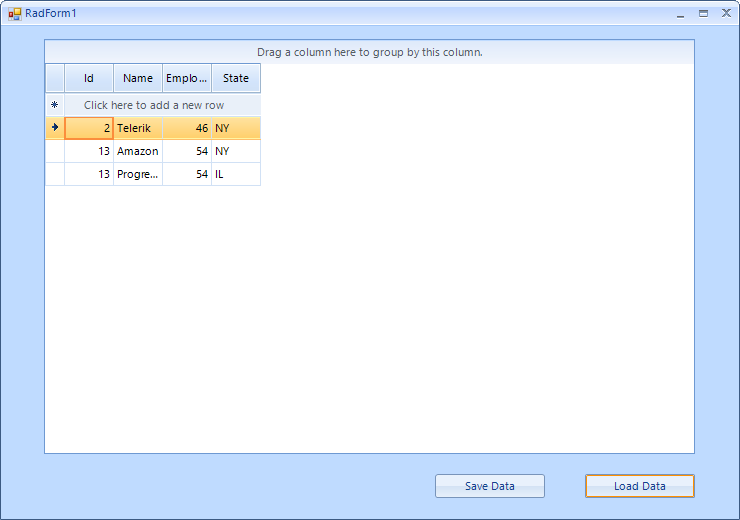 RadForm1
Drag a column here to group by this column.
Id Name Emplo... State
Click here to add a new row
2 Telerik 46 NY
13 Amazon 54 NY
13 Progre... 54 IL
Save Data Load Data